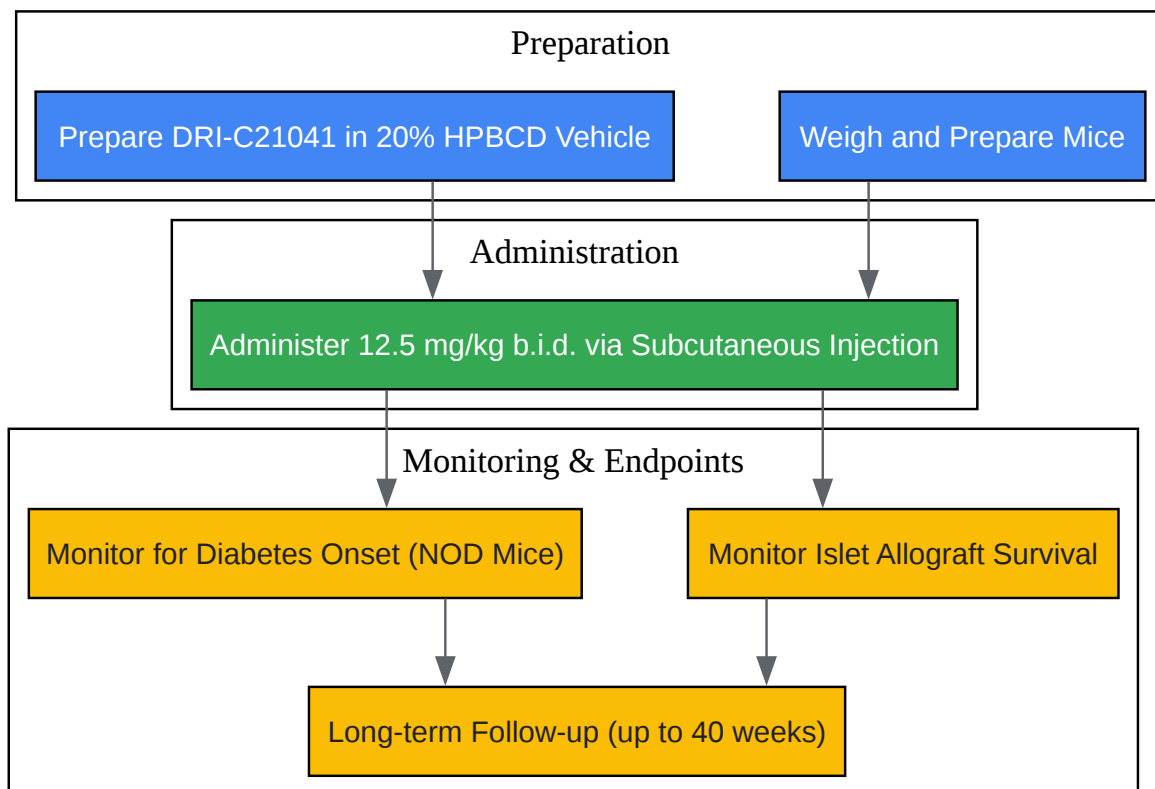 Preparation
Prepare DRI-C21041 in 20% HPBCD Vehicle
Weigh and Prepare Mice
Administration
Administer 12.5 mg/kg b.i.d. via Subcutaneous Injection
Monitoring & Endpoints
Monitor for Diabetes Onset (NOD Mice)
Monitor Islet Allograft Survival
Long-term Follow-up (up to 40 weeks)